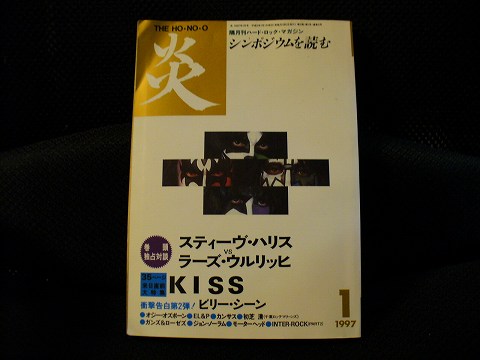 THE HO・NO・O
炎
隔月刊ハード・ロック・マガジン
シンポジウムを読む
巻頭
独占対談
スティーヴ・ハリス
VS
ラーズ・ウルリッヒ
KISS
衝撃告白第2弾!
ビリー・シーン
●オジー・オズボーン●EL&P●カンサス●和芝 清
●ガンズ&ローゼズ●ジョン・ソーラム●モーターヘッド●INTER-ROCK
1
1997